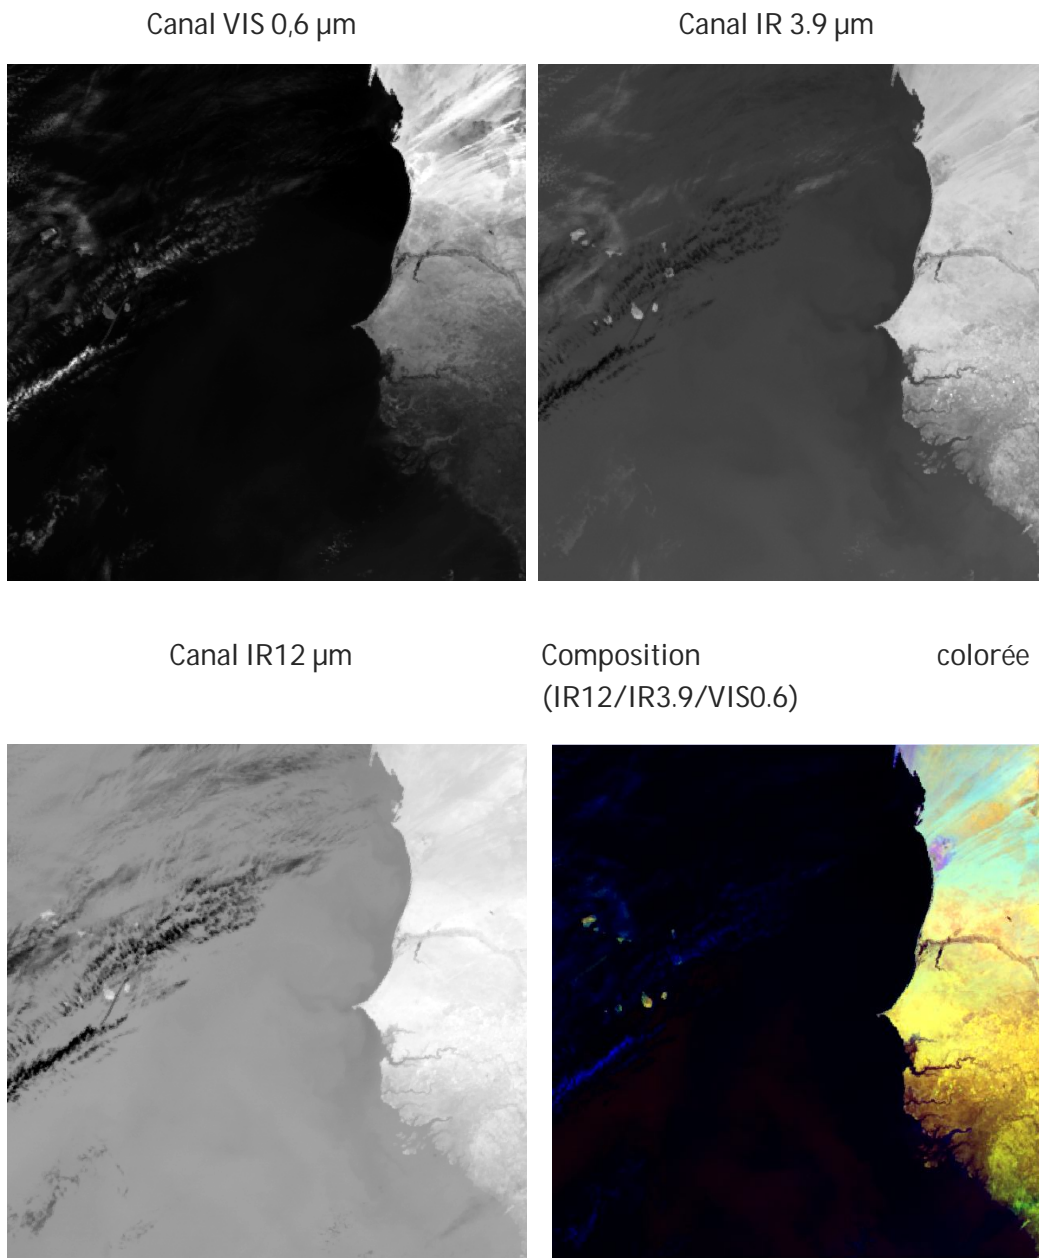 Canal VIS 0,6 µm
Canal IR 3.9 µm
Canal IR12 µm
Composition colorée
(IR12/IR3.9/VIS0.6)